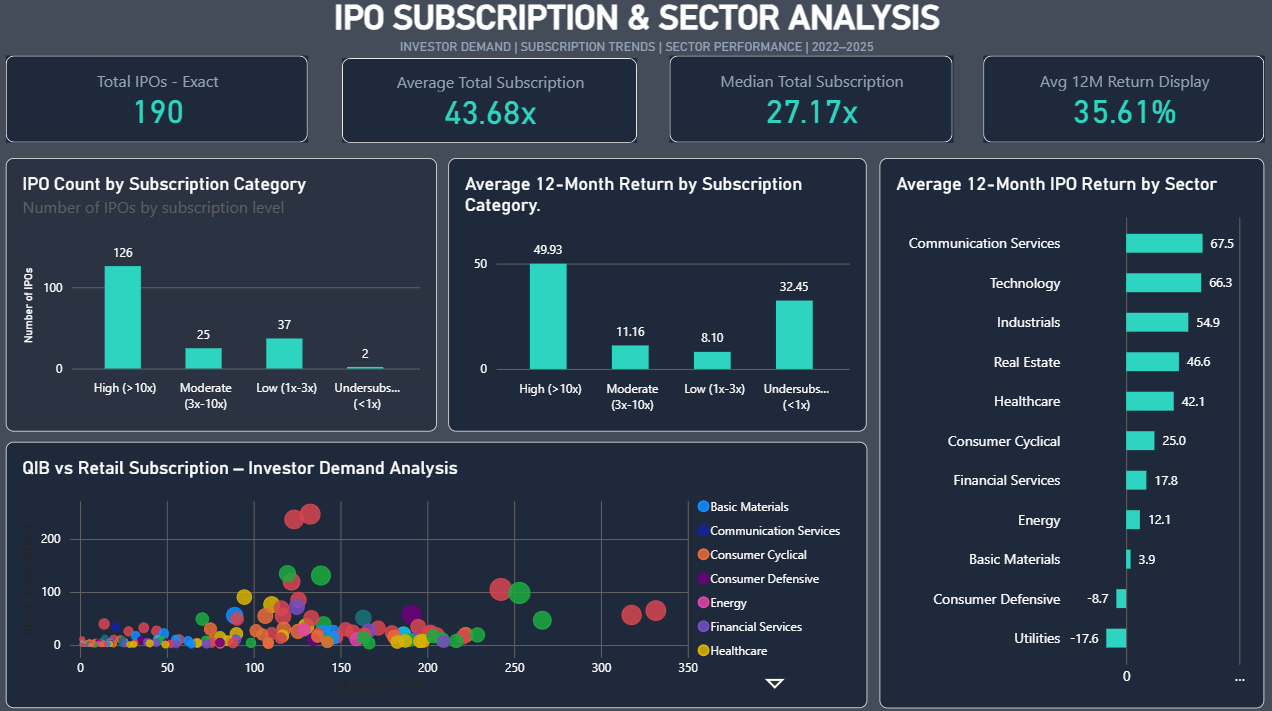 IPO SUBSCRIPTION & SECTOR ANALYSIS
INVESTOR DEMAND | SUBSCRIPTION TRENDS | SECTOR PERFORMANCE | 2022–2025
Total IPOs - Exact
190
Average Total Subscription
43.68x
Median Total Subscription
27.17x
Avg 12M Return Display
35.61%
IPO Count by Subscription Category
Number of IPOs by subscription level
Number of IPOs
100
0
126
25
37
2
High (>10x)
Moderate
(3x-10x)
Low (1x-3x)
Undersubs...
(<1x)
Average 12-Month Return by Subscription
Category.
50
0
49.93
11.16
8.10
32.45
High (>10x)
Moderate
(3x-10x)
Low (1x-3x)
Undersubs...
(<1x)
Average 12-Month IPO Return by Sector
Communication Services 67.5
Technology 66.3
Industrials 54.9
Real Estate 46.6
Healthcare 42.1
Consumer Cyclical 25.0
Financial Services 17.8
Energy 12.1
Basic Materials 3.9
Consumer Defensive -8.7
Utilities -17.6
0 ...
QIB vs Retail Subscription – Investor Demand Analysis
200
100
0
0 50 100 150 200 250 300 350
Basic Materials
Communication Services
Consumer Cyclical
Consumer Defensive
Energy
Financial Services
Healthcare